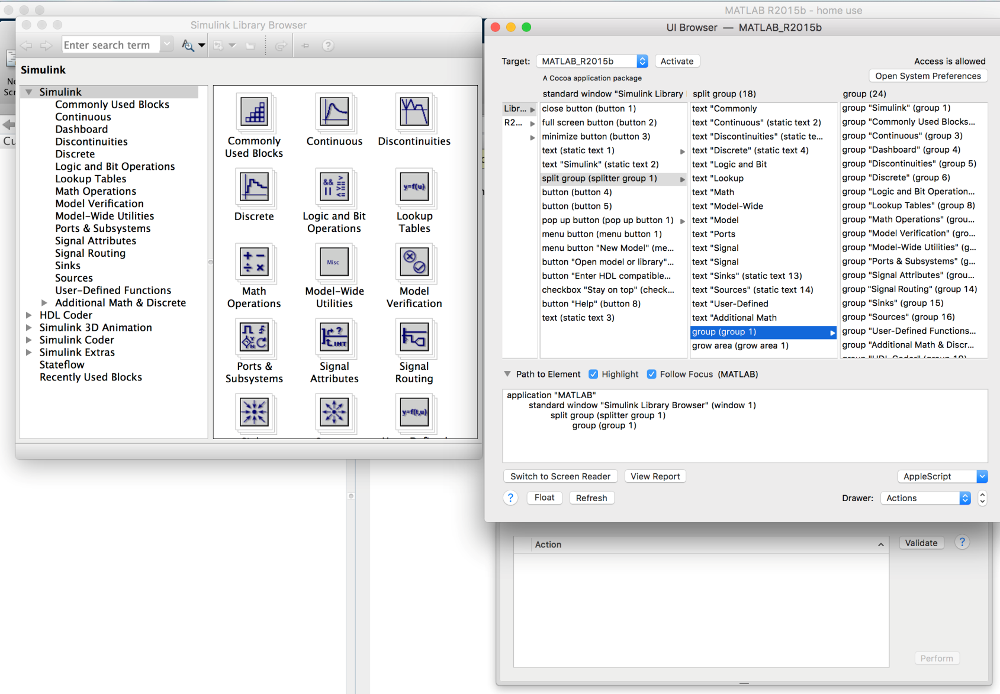 MATLAB R2015b - home use
Simulink Library Browser
Enter search term
Simulink
Simulink
Commonly Used Blocks
Continuous
Dashboard
Discontinuities
Discrete
Logic and Bit Operations
Lookup Tables
Math Operations
Model Verification
Model-Wide Utilities
Ports & Subsystems
Signal Attributes
Signal Routing
Sinks
Sources
User-Defined Functions
Additional Math & Discrete
HDL Coder
Simulink 3D Animation
Simulink Coder
Simulink Extras
Stateflow
Recently Used Blocks
Commonly
Used Blocks
Continuous
Discontinuities
&& >
== 
|| <=
y=f(u)
Discrete
Logic and Bit
Operations
Lookup
Tables
+ −
÷ ×
Misc
Math
Operations
Model-Wide
Utilities
Model
Verification
?
INT
Ports &
Subsystems
Signal
Attributes
Signal
Routing
y=f(t,u)
UI Browser — MATLAB_R2015b
Target:
MATLAB_R2015b
Activate
Access is allowed
A Cocoa application package
Open System Preferences
standard window "Simulink Library
split group (18)
group (24)
Libr...
R2...
close button (button 1)
full screen button (button 2)
minimize button (button 3)
text (static text 1)
text "Simulink" (static text 2)
split group (splitter group 1)
button (button 4)
button (button 5)
pop up button (pop up button 1)
menu button (menu button 1)
menu button "New Model" (me...
button "Open model or library"...
button "Enter HDL compatible...
checkbox "Stay on top" (check...
button "Help" (button 8)
text (static text 3)
text "Commonly
text "Continuous" (static text 2)
text "Discontinuities" (static te...
text "Discrete" (static text 4)
text "Logic and Bit
text "Lookup
text "Math
text "Model-Wide
text "Model
text "Ports
text "Signal
text "Signal
text "Sinks" (static text 13)
text "Sources" (static text 14)
text "User-Defined
text "Additional Math
group (group 1)
grow area (grow area 1)
group "Simulink" (group 1)
group "Commonly Used Blocks...
group "Continuous" (group 3)
group "Dashboard" (group 4)
group "Discontinuities" (group 5)
group "Discrete" (group 6)
group "Logic and Bit Operation...
group "Lookup Tables" (group 8)
group "Math Operations" (grou...
group "Model Verification" (gro...
group "Model-Wide Utilities" (g...
group "Ports & Subsystems" (g...
group "Signal Attributes" (grou...
group "Signal Routing" (group 14)
group "Sinks" (group 15)
group "Sources" (group 16)
group "User-Defined Functions...
group "Additional Math & Discr...
Path to Element
Highlight
Follow Focus
(MATLAB)
application "MATLAB"
standard window "Simulink Library Browser" (window 1)
split group (splitter group 1)
group (group 1)
Switch to Screen Reader
View Report
AppleScript
?
Float
Refresh
Drawer:
Actions
Action
Validate
?
Perform